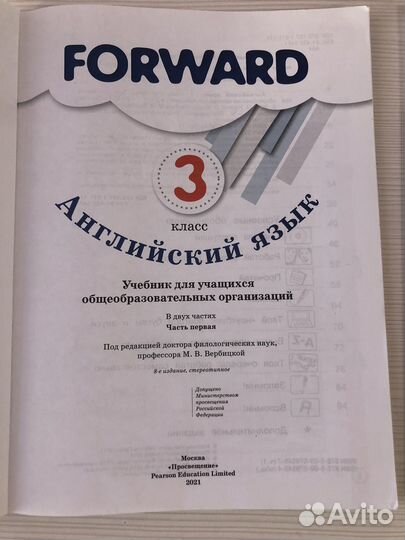 FORWARD
3
класс
Английский язык
Учебник для учащихся
общеобразовательных организаций
В двух частях
Часть первая
Под редакцией доктора филологических наук,
профессора М. В. Вербицкой
8-е издание, стереотипное
Допущено
Министерством
просвещения
Российской
Федерации
Москва
«Просвещение»
Pearson Education Limited
2021
Avito